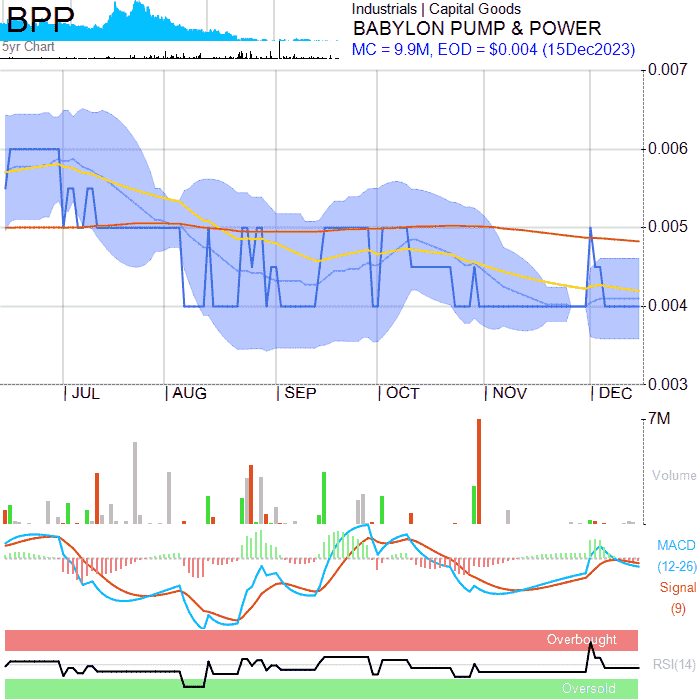 BPP
5yr Chart
Industrials | Capital Goods
BABYLON PUMP & POWER
MC = 9.9M, EOD = $0.004 (15Dec2023)
0.007
0.006
0.005
0.004
0.003
| JUL | AUG | SEP | OCT | NOV | DEC
7M
Volume
MACD
(12-26)
Signal
(9)
Overbought
RSI(14)
Oversold